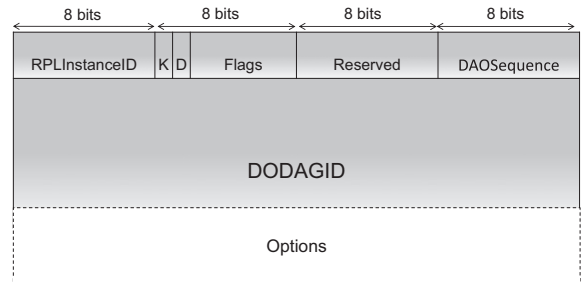 8 bits 8 bits 8 bits 8 bits
RPLInstanceID K D Flags Reserved DAOSequence
DODAGID
Options